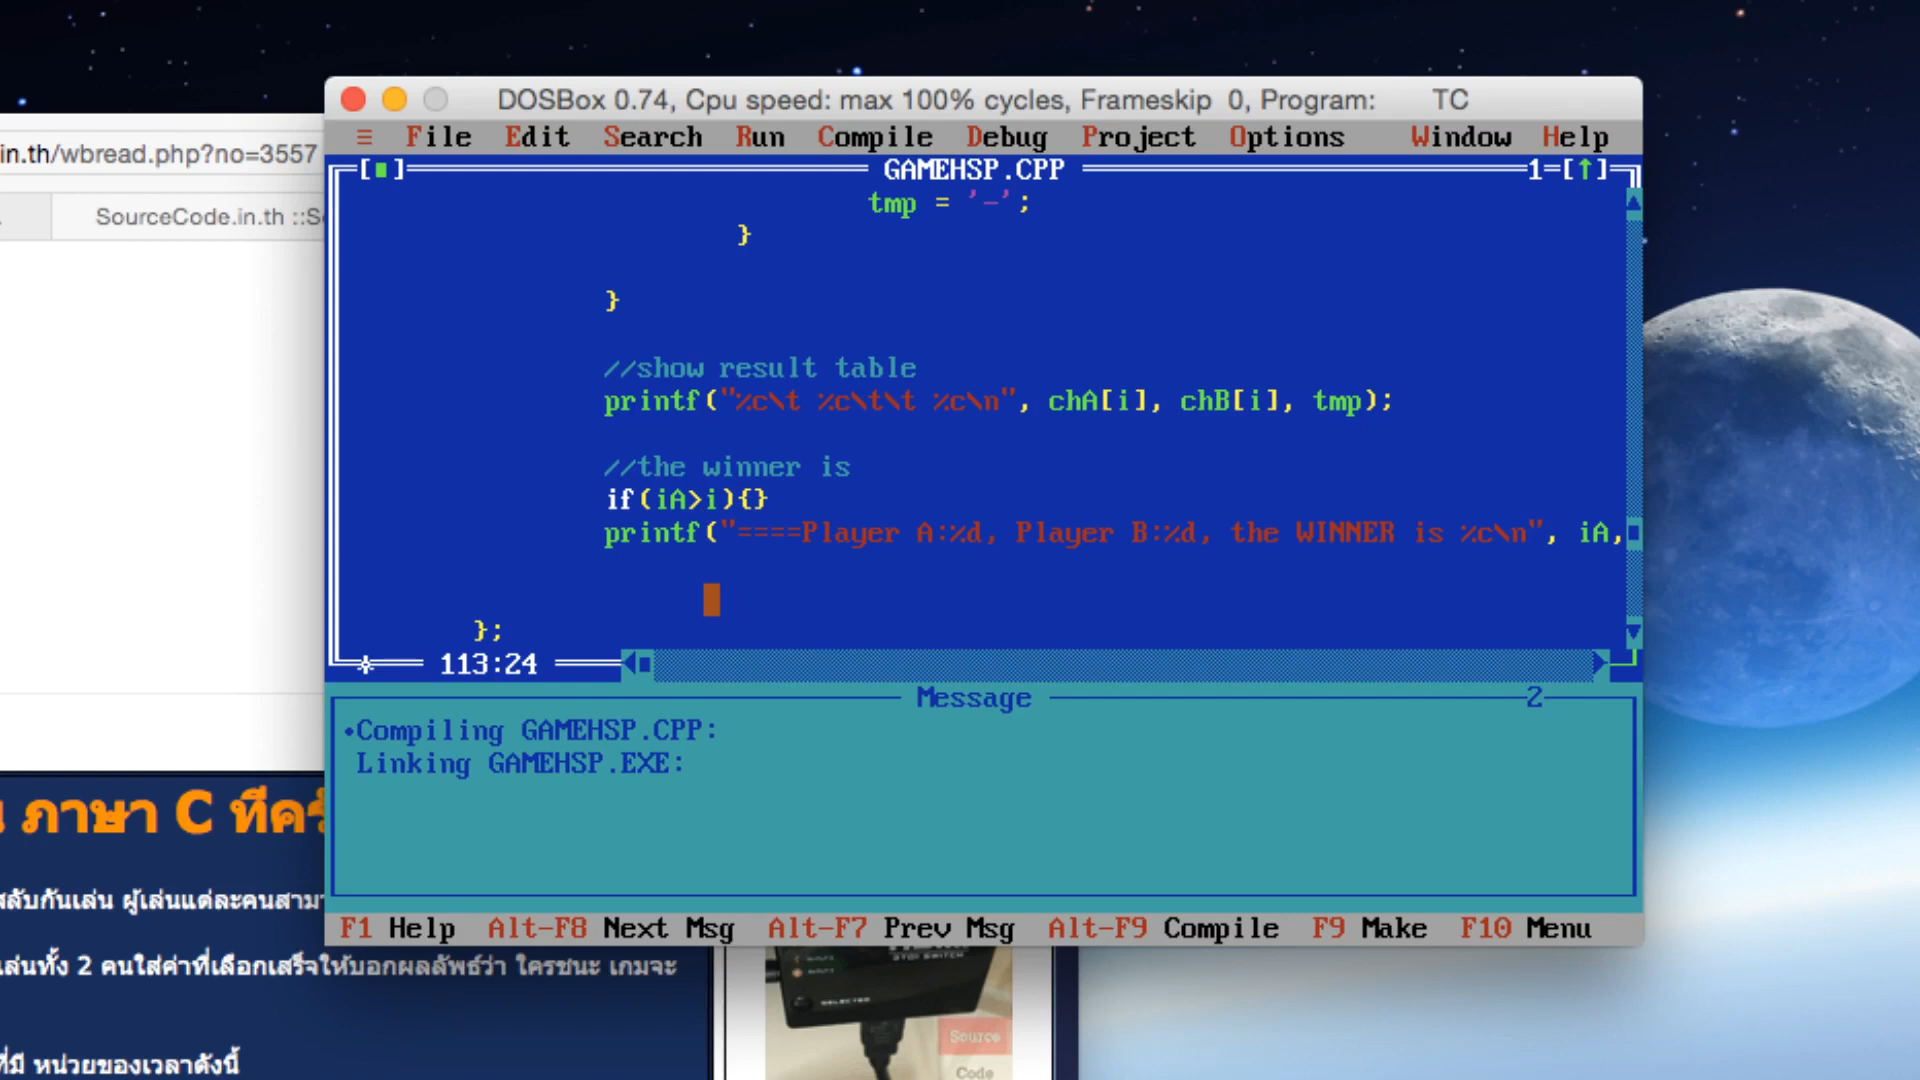 DOSBox 0.74, Cpu speed: max 100% cycles, Frameskip 0, Program: TC
≡ File Edit Search Run Compile Debug Project Options Window Help
in.th/wbread.php?no=3557
[■] GAMEHSP.CPP 1=[↑]
tmp = '-';
}
SourceCode.in.th ::S
}
//show result table
printf("%c\t %c\t\t %c\n", chA[i], chB[i], tmp);
//the winner is
if(iA>i){}
printf("====Player A:%d, Player B:%d, the WINNER is %c\n", iA,
};
113:24
Message 2
•Compiling GAMEHSP.CPP:
Linking GAMEHSP.EXE:
ภาษา C ที่คร
สลับกันเล่น ผู้เล่นแต่ละคนสามา
F1 Help Alt-F8 Next Msg Alt-F7 Prev Msg Alt-F9 Compile F9 Make F10 Menu
เล่นทั้ง 2 คนใส่ค่าที่เลือกเสร็จให้บอกผลลัพธ์ว่า ใครชนะ เกมจะ
SELECTED
Source
Code
ที่มี หน่วยของเวลาดังนี้